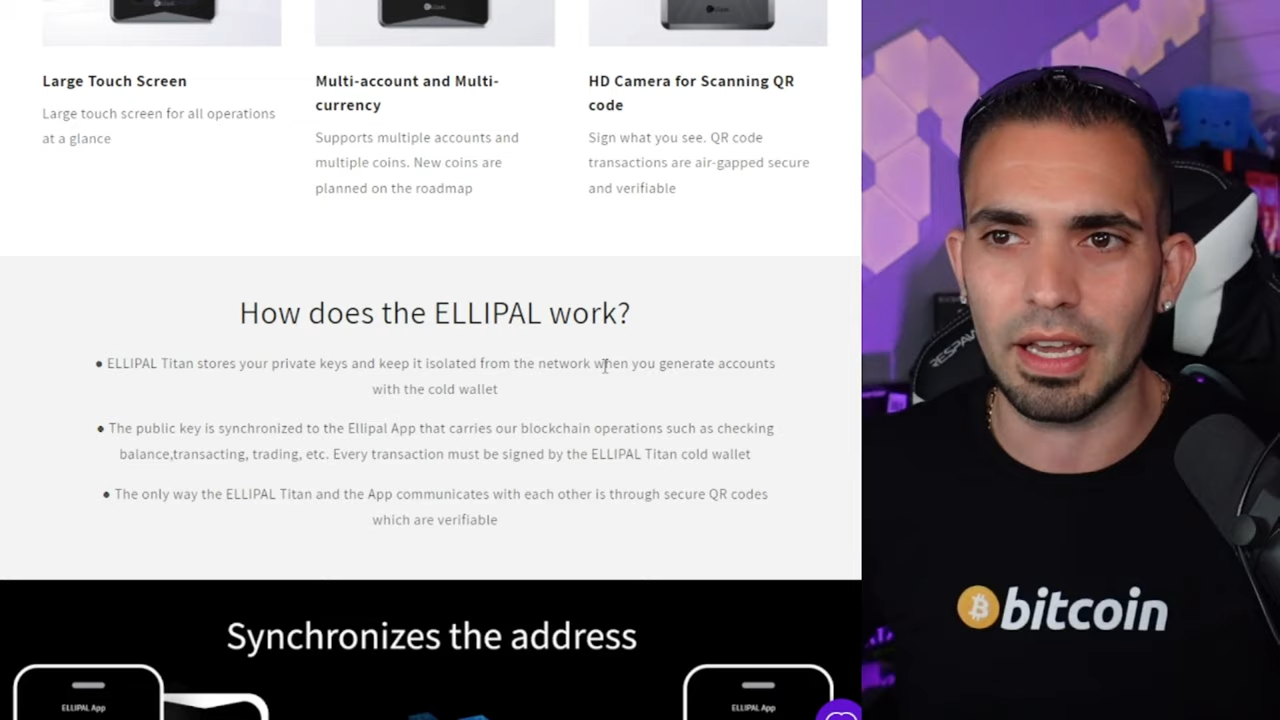 Large Touch Screen
Large touch screen for all operations
at a glance
Multi-account and Multi-
currency
Supports multiple accounts and
multiple coins. New coins are
planned on the roadmap
HD Camera for Scanning QR
code
Sign what you see. QR code
transactions are air-gapped secure
and verifiable
How does the ELLIPAL work?
● ELLIPAL Titan stores your private keys and keep it isolated from the network when you generate accounts
with the cold wallet
● The public key is synchronized to the Ellipal App that carries our blockchain operations such as checking
balance,transacting, trading, etc. Every transaction must be signed by the ELLIPAL Titan cold wallet
● The only way the ELLIPAL Titan and the App communicates with each other is through secure QR codes
which are verifiable
Synchronizes the address
ELLIPAL App
ELLIPAL App
RESPAW
bitcoin